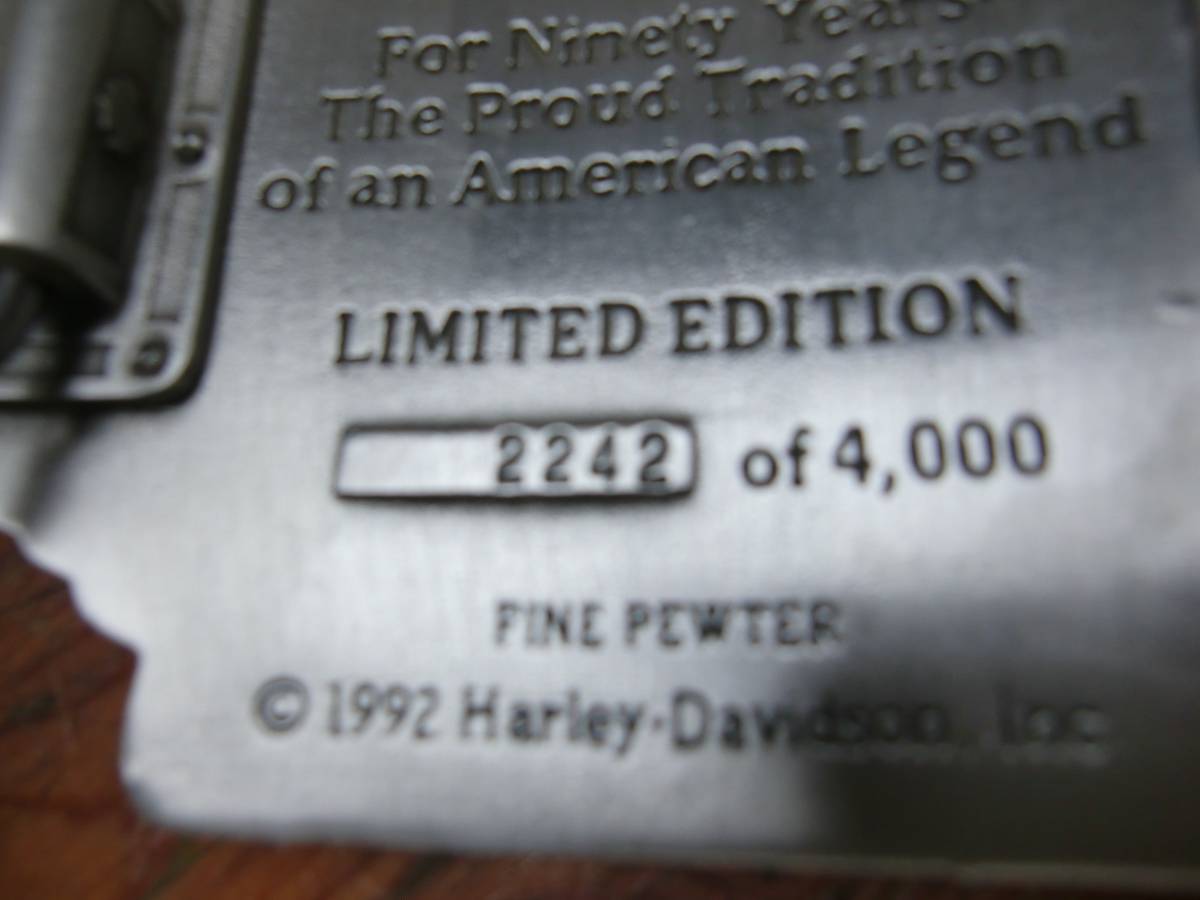 For Ninety Years
The Proud Tradition
of an American Legend
LIMITED EDITION
2242 of 4,000
FINE PEWTER
© 1992 Harley-Davidson, Inc.